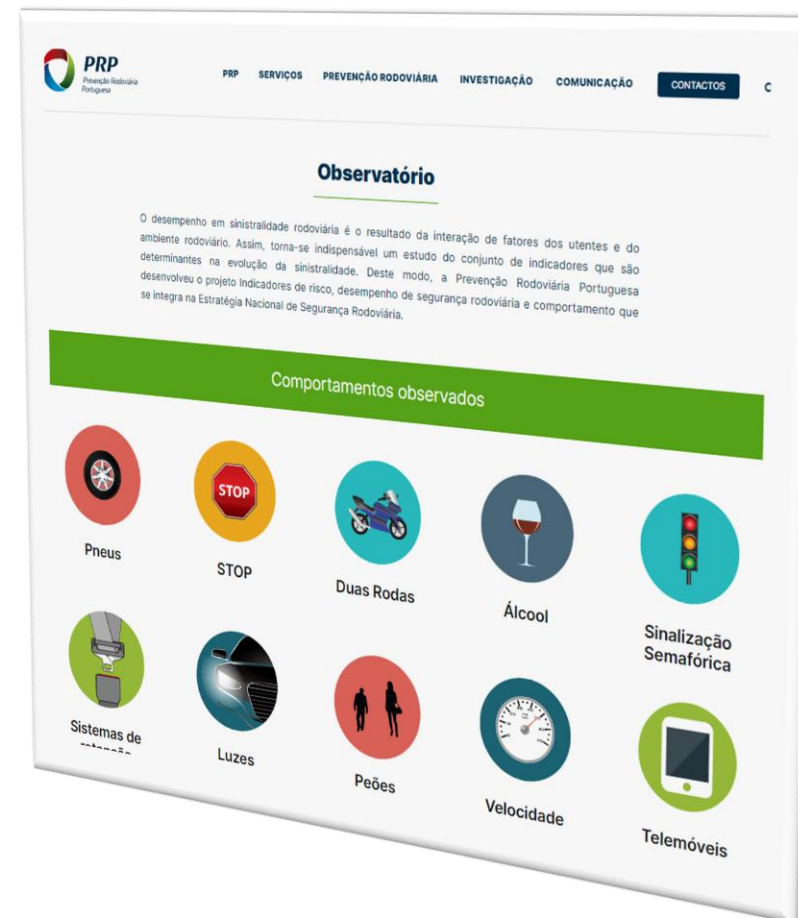 PRP
Prevenção Rodoviária
Portuguesa
PRP SERVIÇOS PREVENÇÃO RODOVIÁRIA INVESTIGAÇÃO COMUNICAÇÃO CONTACTOS
Observatório
O desempenho em sinistralidade rodoviária é o resultado da interação de fatores dos utentes e do
ambiente rodoviário. Assim, torna-se indispensável um estudo do conjunto de indicadores que são
determinantes na evolução da sinistralidade. Deste modo, a Prevenção Rodoviária Portuguesa
desenvolveu o projeto Indicadores de risco, desempenho de segurança rodoviária e comportamento que
se integra na Estratégia Nacional de Segurança Rodoviária.
Comportamentos observados
STOP
Pneus
STOP
Duas Rodas
Álcool
Sinalização
Semafórica
Sistemas de
Luzes
Peões
Velocidade
Telemóveis